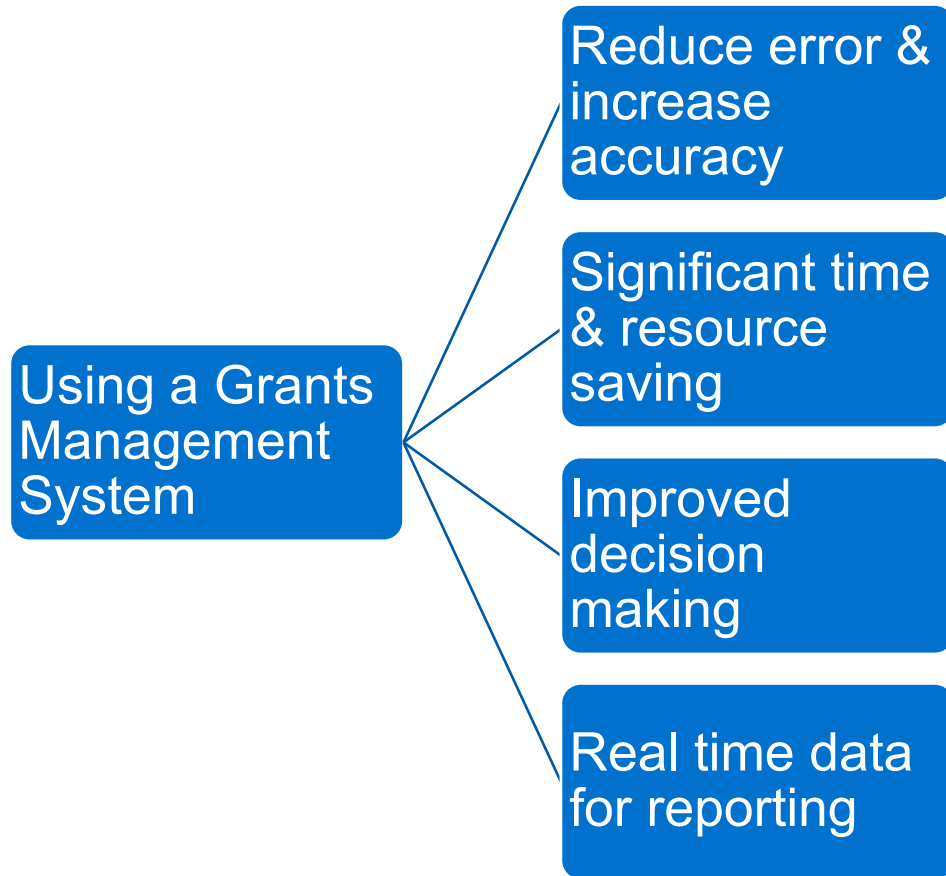 Using a Grants
Management
System
Reduce error &
increase
accuracy
Significant time
& resource
saving
Improved
decision
making
Real time data
for reporting